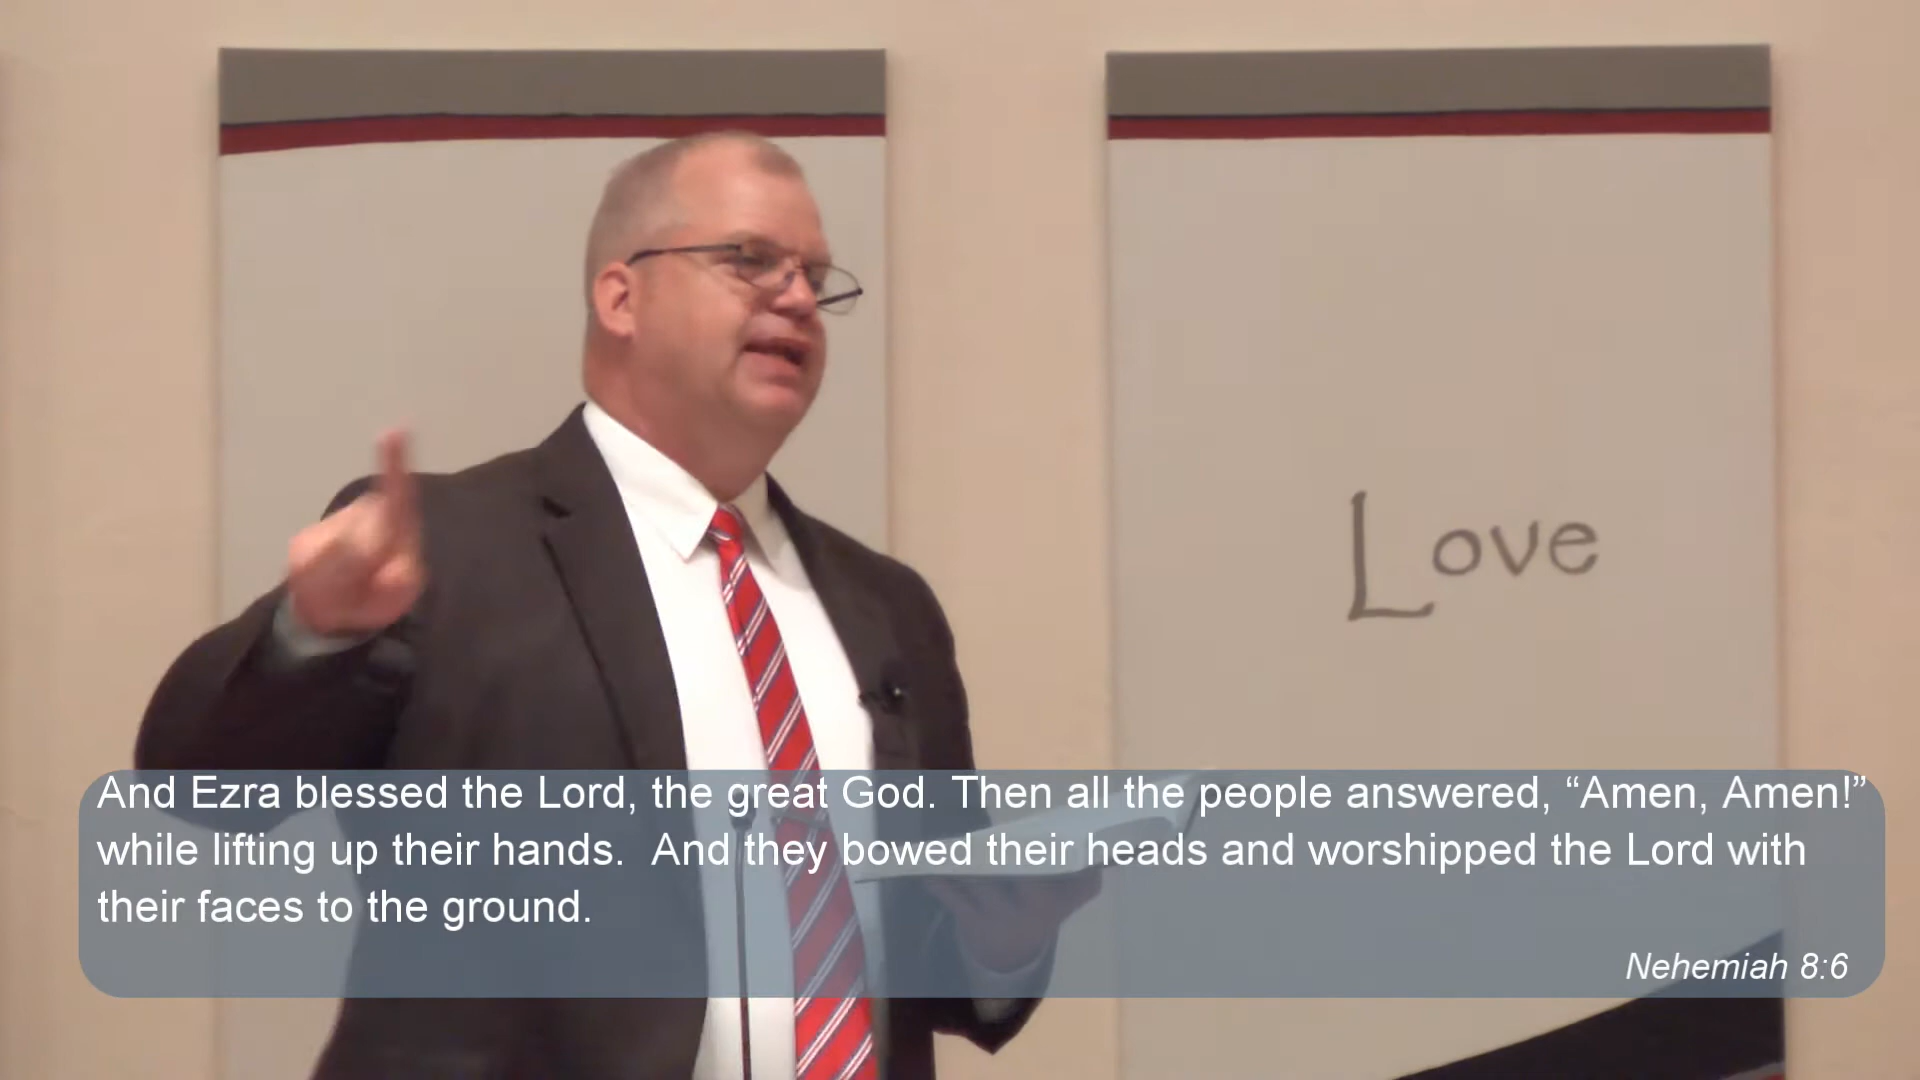 Love
And Ezra blessed the Lord, the great God. Then all the people answered, “Amen, Amen!”
while lifting up their hands.  And they bowed their heads and worshipped the Lord with
their faces to the ground.
Nehemiah 8:6